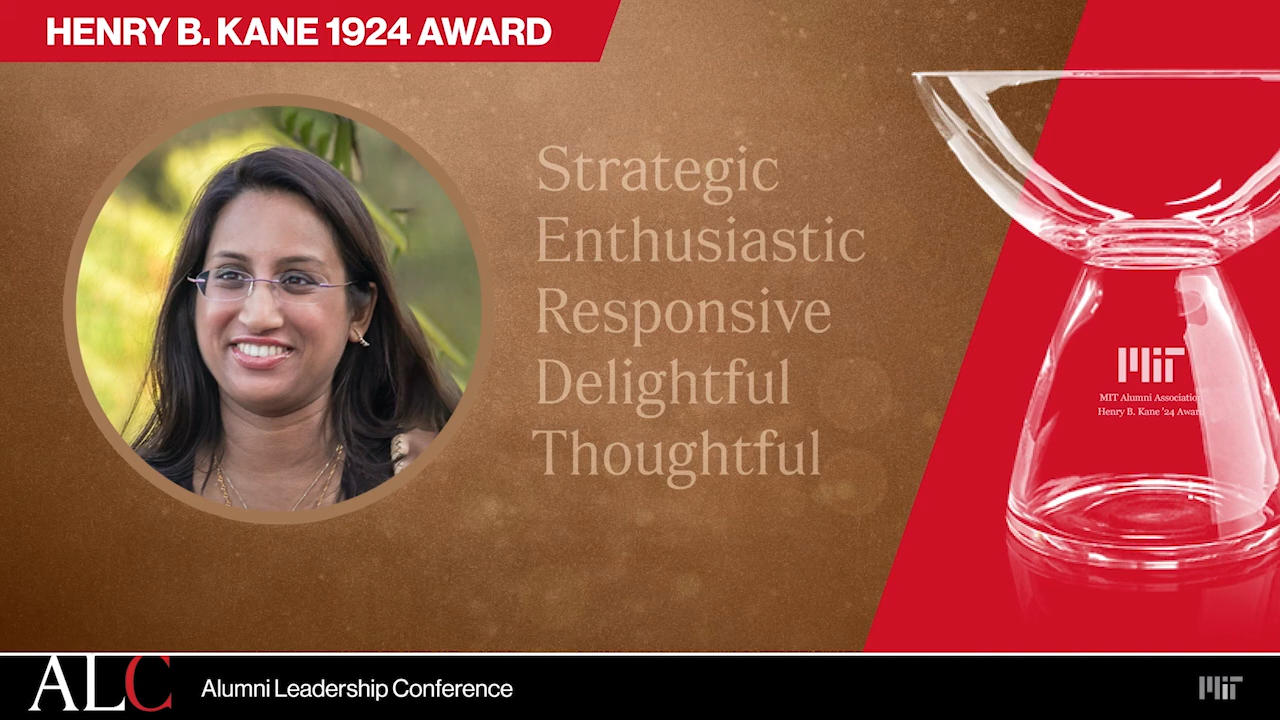 HENRY B. KANE 1924 AWARD
Strategic
Enthusiastic
Responsive
Delightful
Thoughtful
MIT
MIT Alumni Association
Henry B. Kane '24 Award
ALC
Alumni Leadership Conference
MIT